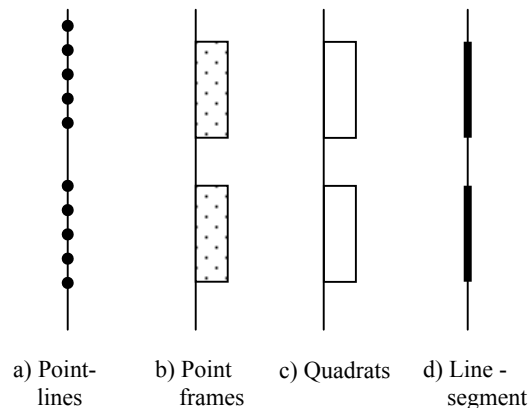 a) Point-
lines
b) Point
frames
c) Quadrats
d) Line -
segment